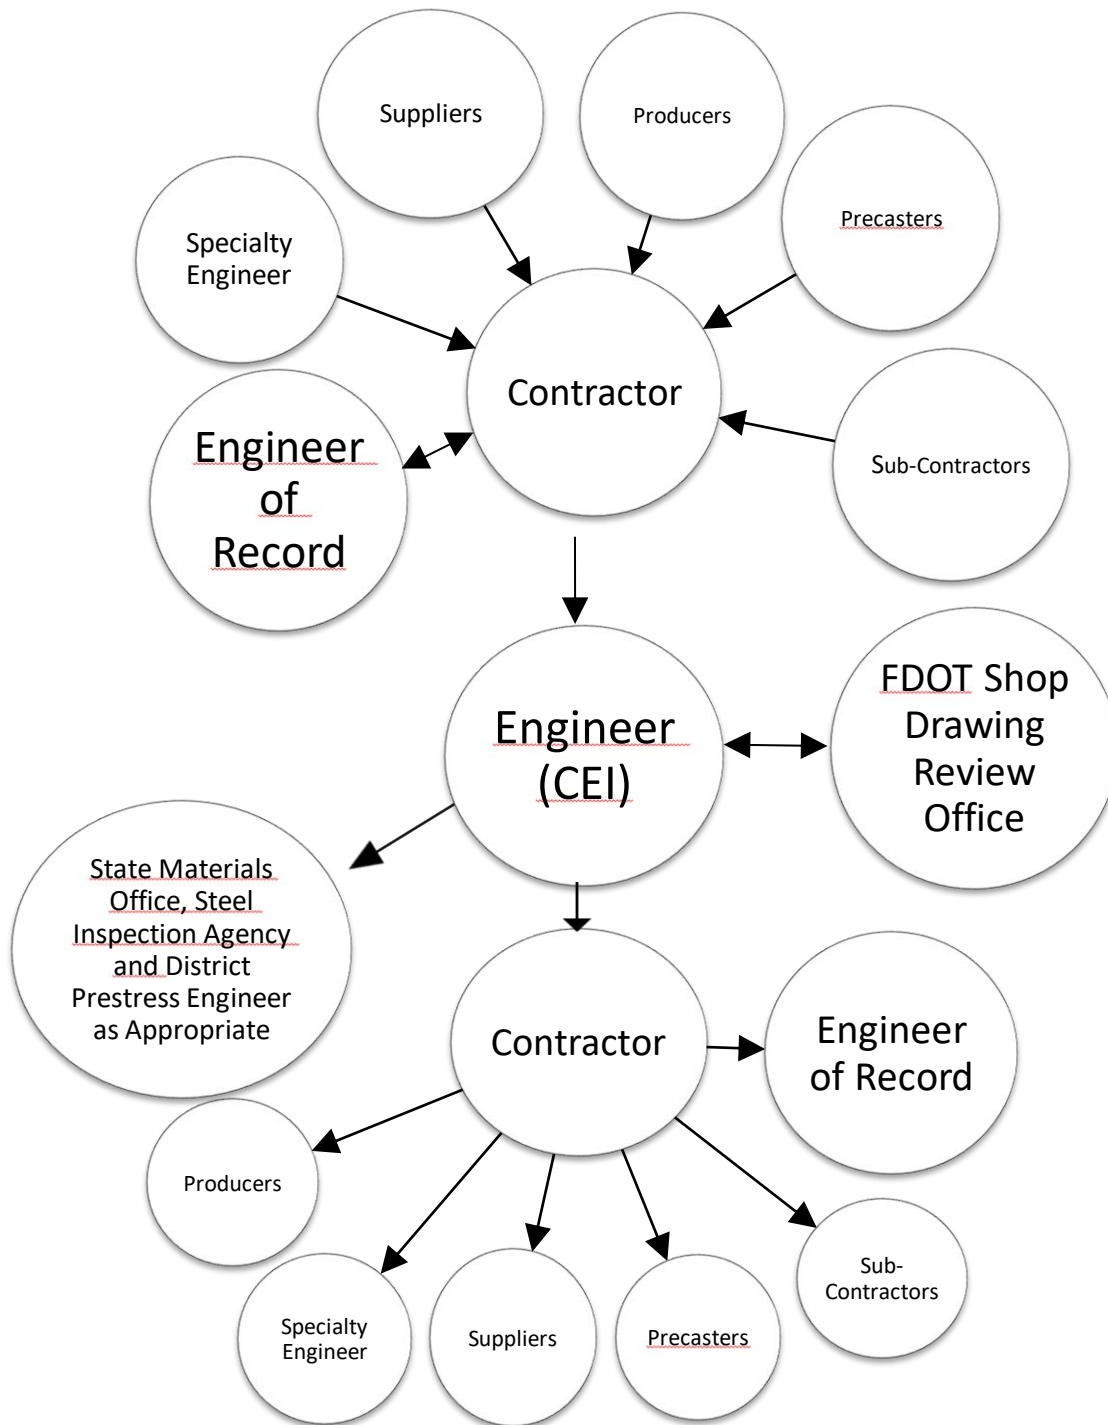 Suppliers
Producers
Precasters
Specialty
Engineer
Contractor
Engineer
of
Record
Sub-Contractors
Engineer
(CEI)
FDOT Shop
Drawing
Review
Office
State Materials
Office, Steel
Inspection Agency
and District
Prestress Engineer
as Appropriate
Contractor
Engineer
of Record
Producers
Specialty
Engineer
Suppliers
Precasters
Sub-
Contractors